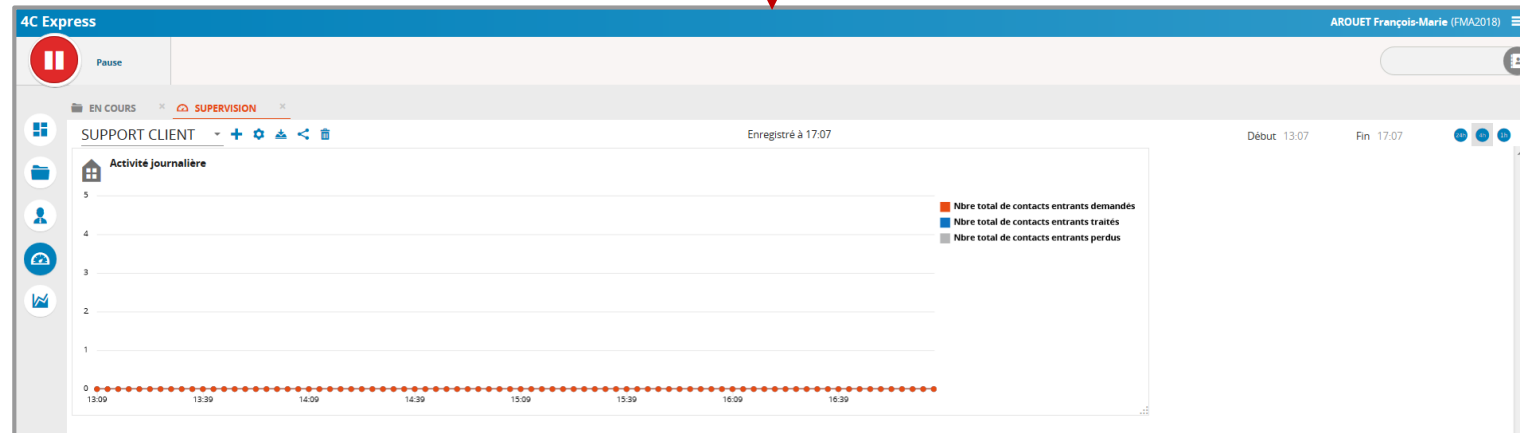 4C Express
AROUET François-Marie (FMA2018)
Pause
EN COURS × SUPERVISION ×
SUPPORT CLIENT
Enregistré à 17:07
Début 13:07 Fin 17:07
24h 4h 1h
Activité journalière
5
4
3
2
1
0
13:09 13:39 14:09 14:39 15:09 15:39 16:09 16:39
Nbre total de contacts entrants demandés
Nbre total de contacts entrants traités
Nbre total de contacts entrants perdus